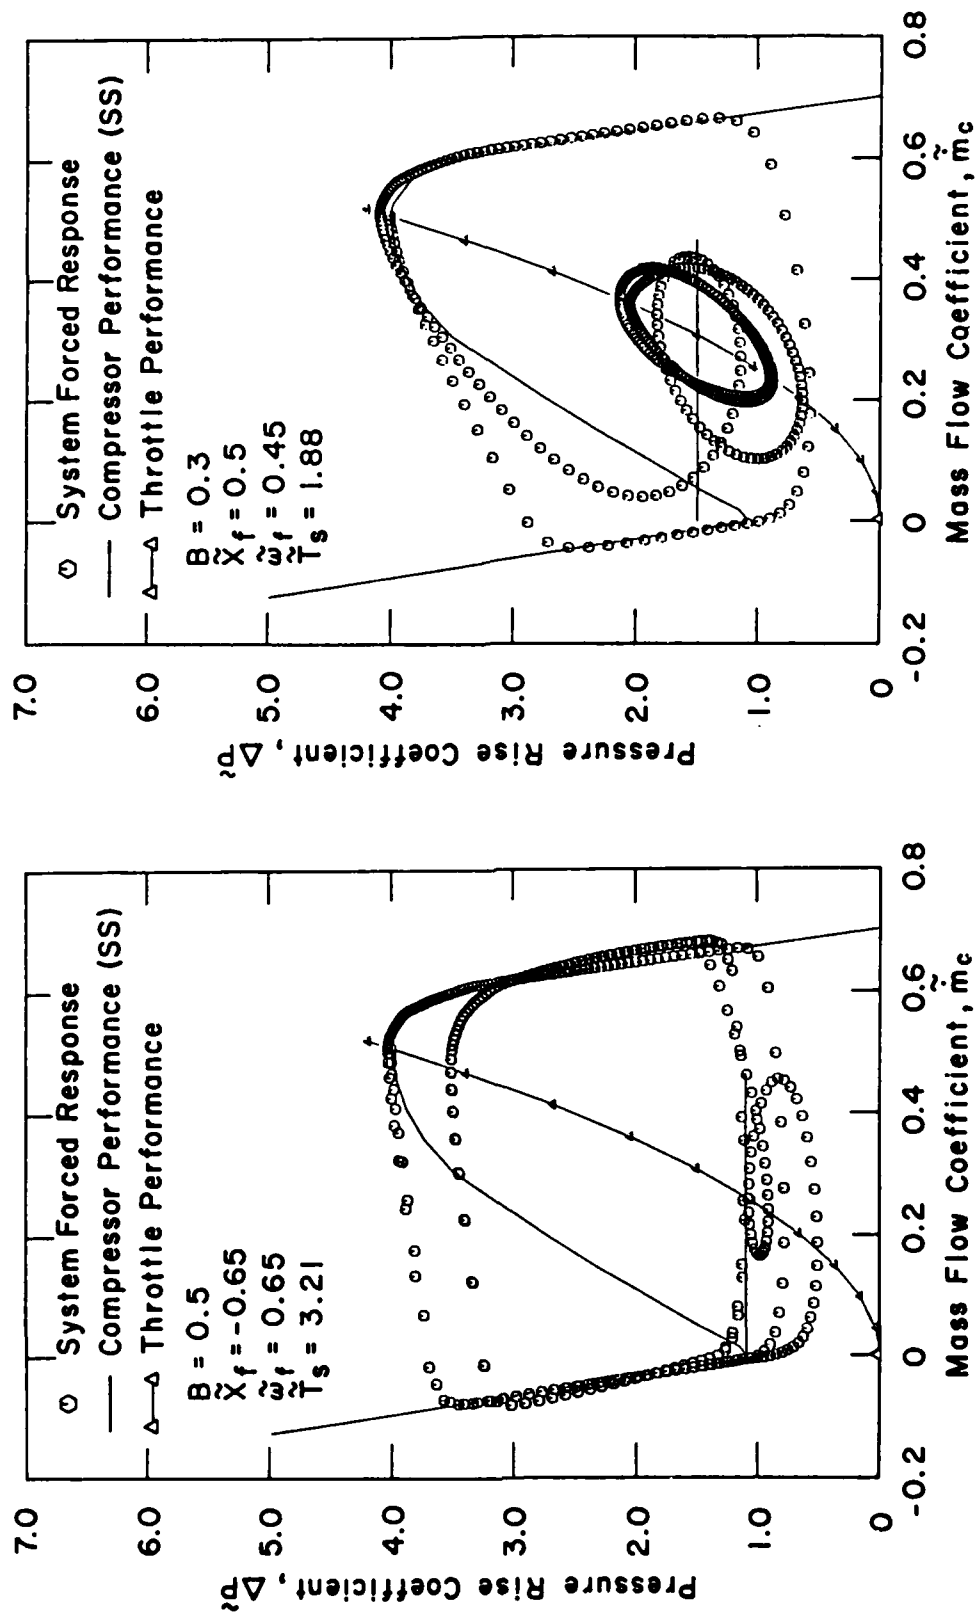 System Forced Response
Compressor Performance (SS)
Throttle Performance
B = 0.5
X̃f = -0.65
ω̃f = 0.65
T̃s = 3.21
7.0
6.0
5.0
4.0
3.0
2.0
1.0
0
Pressure Rise Coefficient, ΔP̃
-0.2
0
0.2
0.4
0.6
0.8
Mass Flow Coefficient, m̃c
System Forced Response
Compressor Performance (SS)
Throttle Performance
B = 0.3
X̃f = 0.5
ω̃f = 0.45
T̃s = 1.88
7.0
6.0
5.0
4.0
3.0
2.0
1.0
0
Pressure Rise Coefficient, ΔP̃
-0.2
0
0.2
0.4
0.6
0.8
Mass Flow Coefficient, m̃c